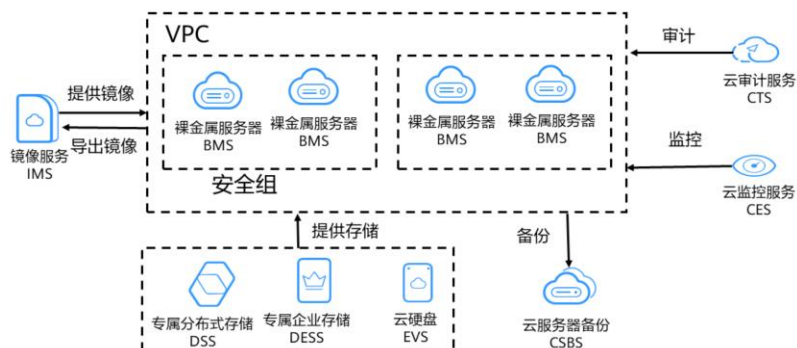 VPC
审计
提供镜像
云审计服务
CTS
裸金属服务器
BMS
裸金属服务器
BMS
裸金属服务器
BMS
裸金属服务器
BMS
导出镜像
镜像服务
IMS
监控
安全组
云监控服务
CES
提供存储
备份
专属分布式存储
DSS
专属企业存储
DESS
云硬盘
EVS
云服务器备份
CSBS